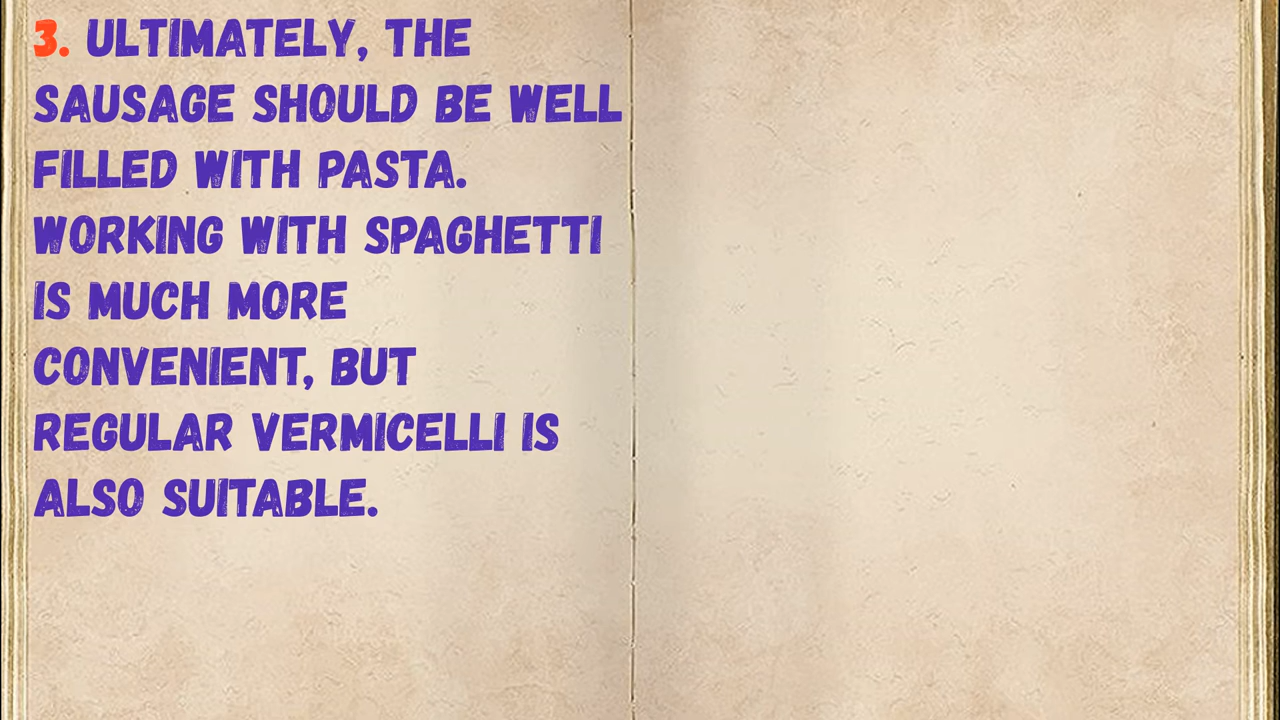 3. ULTIMATELY, THE
SAUSAGE SHOULD BE WELL
FILLED WITH PASTA.
WORKING WITH SPAGHETTI
IS MUCH MORE
CONVENIENT, BUT
REGULAR VERMICELLI IS
ALSO SUITABLE.